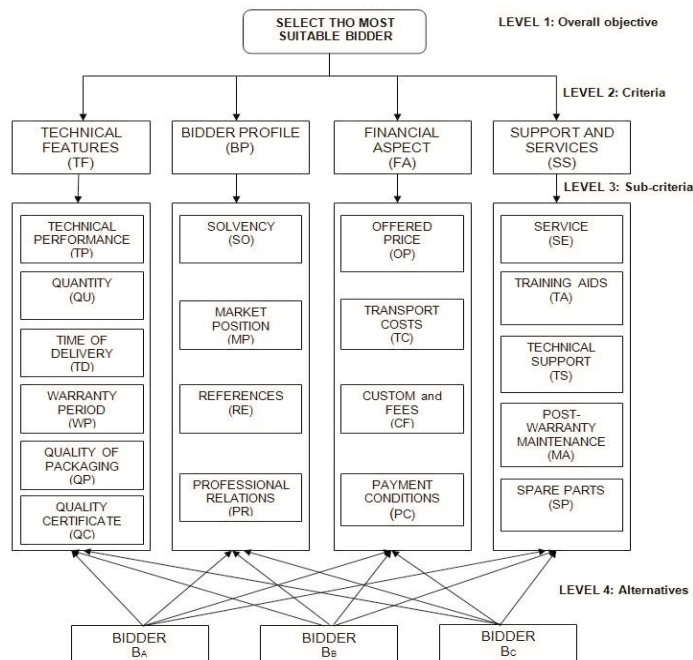 SELECT THO MOST
SUITABLE BIDDER
LEVEL 1: Overall objective
LEVEL 2: Criteria
TECHNICAL
FEATURES
(TF)
BIDDER PROFILE
(BP)
FINANCIAL
ASPECT
(FA)
SUPPORT AND
SERVICES
(SS)
LEVEL 3: Sub-criteria
TECHNICAL
PERFORMANCE
(TP)
QUANTITY
(QU)
TIME OF
DELIVERY
(TD)
WARRANTY
PERIOD
(WP)
QUALITY OF
PACKAGING
(QP)
QUALITY
CERTIFICATE
(QC)
SOLVENCY
(SO)
MARKET
POSITION
(MP)
REFERENCES
(RE)
PROFESSIONAL
RELATIONS
(PR)
OFFERED
PRICE
(OP)
TRANSPORT
COSTS
(TC)
CUSTOM and
FEES
(CF)
PAYMENT
CONDITIONS
(PC)
SERVICE
(SE)
TRAINING AIDS
(TA)
TECHNICAL
SUPPORT
(TS)
POST-
WARRANTY
MAINTENANCE
(MA)
SPARE PARTS
(SP)
LEVEL 4: Alternatives
BIDDER
BA
BIDDER
BB
BIDDER
BC